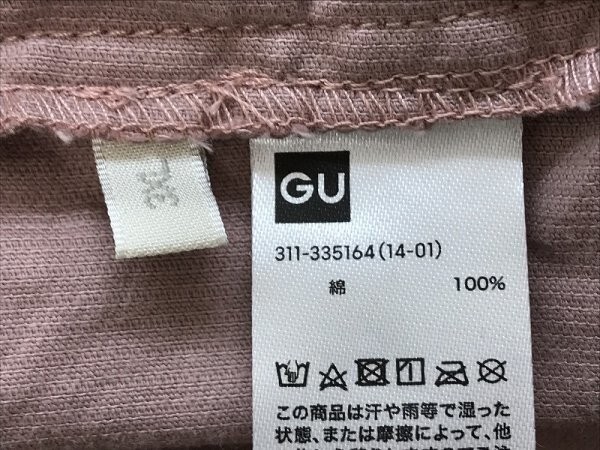 GU
311-335164(14-01)
綿 100%
この商品は汗や雨等で湿った
状態、または摩擦によって、他